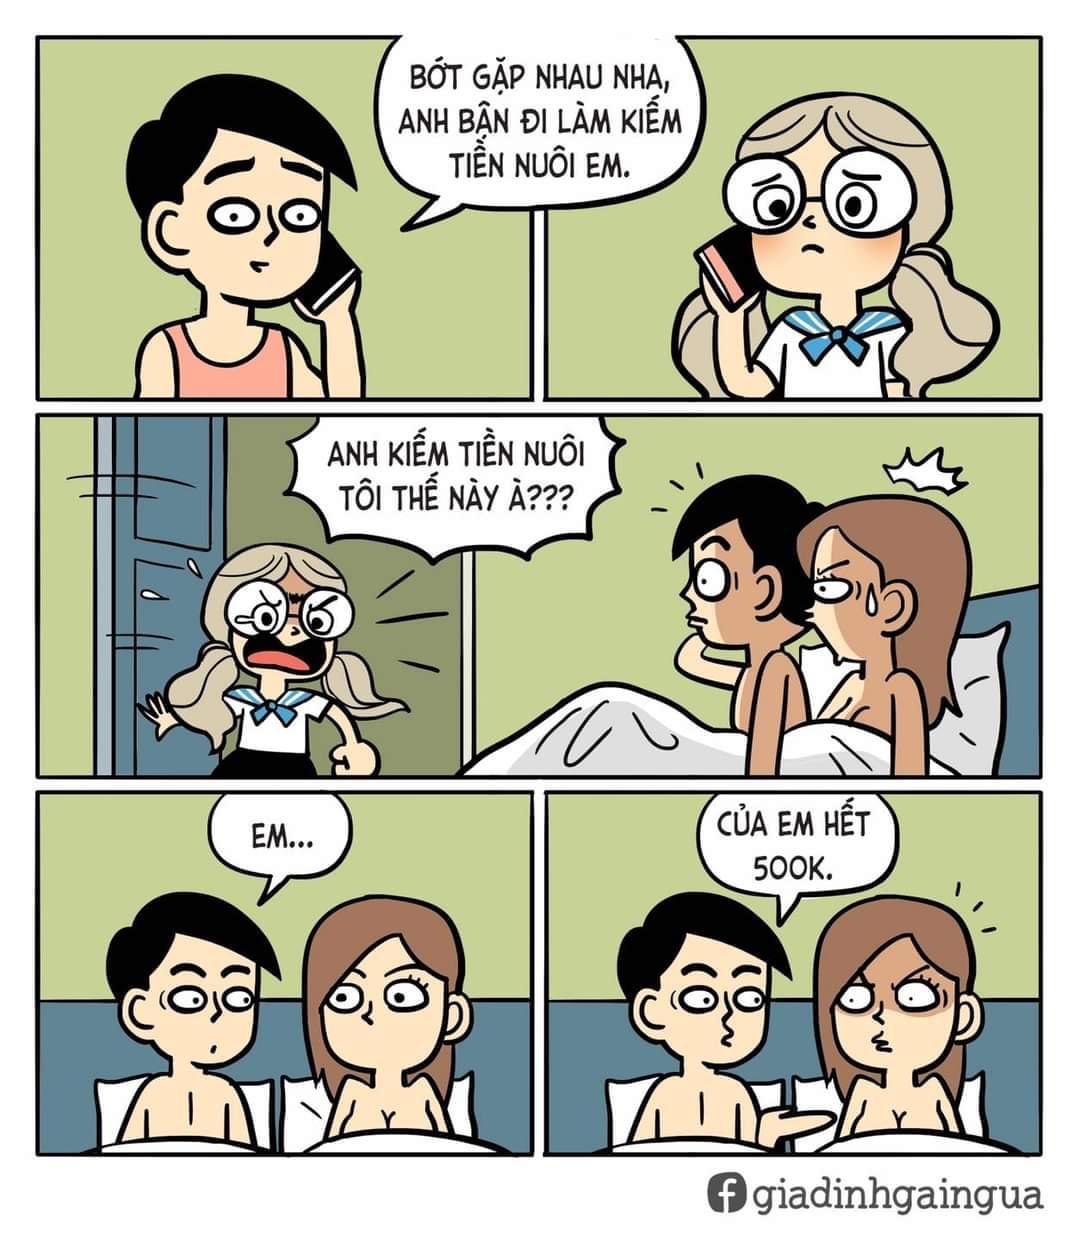 BỚT GẶP NHAU NHA,
ANH BẬN ĐI LÀM KIẾM
TIỀN NUÔI EM.
ANH KIẾM TIỀN NUÔI
TÔI THẾ NÀY À???
EM...
CỦA EM HẾT
500K.
giadinhgaingua